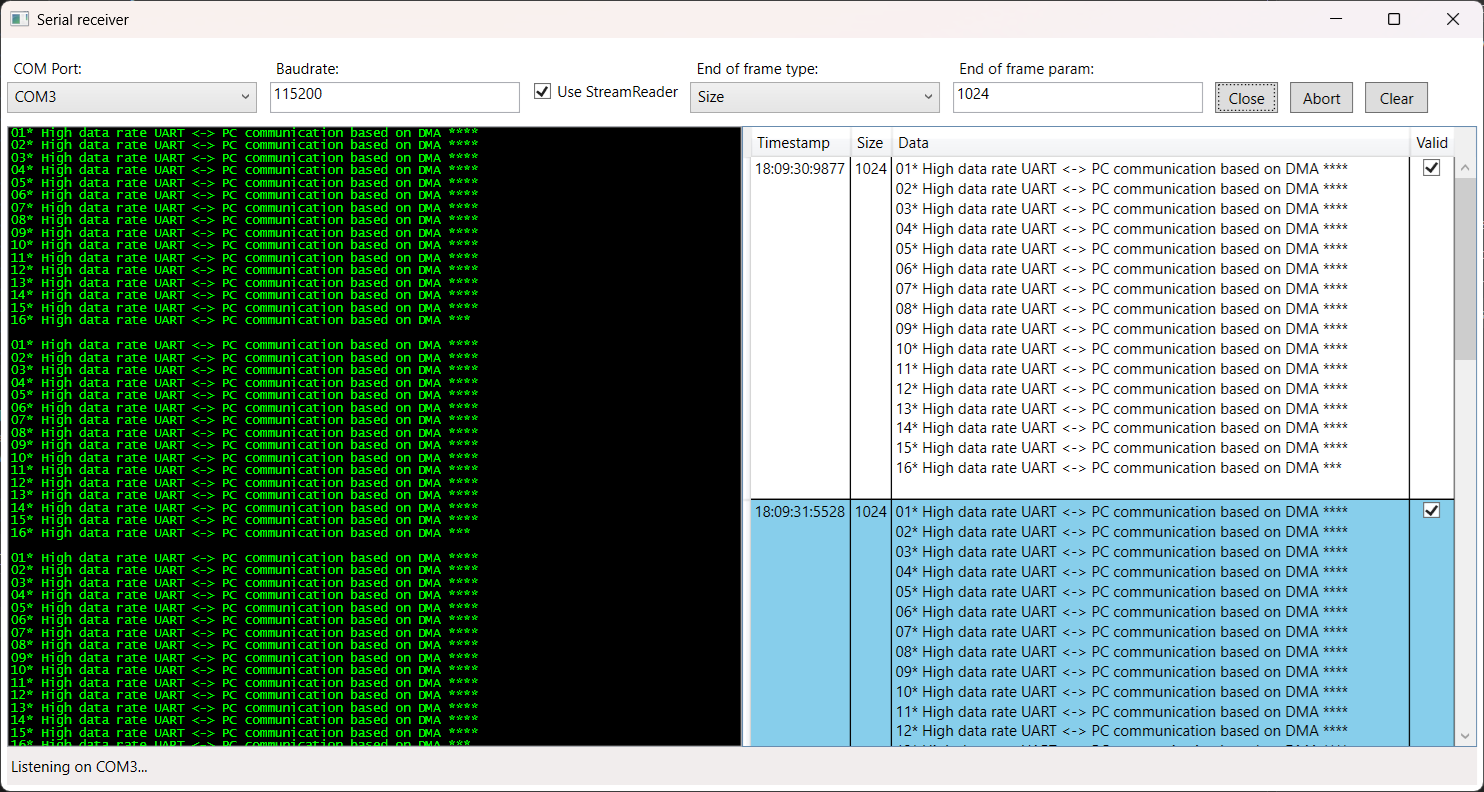 Serial receiver
COM Port:
Baudrate:
End of frame type:
End of frame param:
COM3
115200
Use StreamReader
Size
1024
Close
Abort
Clear
01* High data rate UART <-> PC communication based on DMA ****
02* High data rate UART <-> PC communication based on DMA ****
03* High data rate UART <-> PC communication based on DMA ****
04* High data rate UART <-> PC communication based on DMA ****
05* High data rate UART <-> PC communication based on DMA ****
06* High data rate UART <-> PC communication based on DMA ****
07* High data rate UART <-> PC communication based on DMA ****
08* High data rate UART <-> PC communication based on DMA ****
09* High data rate UART <-> PC communication based on DMA ****
10* High data rate UART <-> PC communication based on DMA ****
11* High data rate UART <-> PC communication based on DMA ****
12* High data rate UART <-> PC communication based on DMA ****
13* High data rate UART <-> PC communication based on DMA ****
14* High data rate UART <-> PC communication based on DMA ****
15* High data rate UART <-> PC communication based on DMA ****
16* High data rate UART <-> PC communication based on DMA ***
01* High data rate UART <-> PC communication based on DMA ****
02* High data rate UART <-> PC communication based on DMA ****
03* High data rate UART <-> PC communication based on DMA ****
04* High data rate UART <-> PC communication based on DMA ****
05* High data rate UART <-> PC communication based on DMA ****
06* High data rate UART <-> PC communication based on DMA ****
07* High data rate UART <-> PC communication based on DMA ****
08* High data rate UART <-> PC communication based on DMA ****
09* High data rate UART <-> PC communication based on DMA ****
10* High data rate UART <-> PC communication based on DMA ****
11* High data rate UART <-> PC communication based on DMA ****
12* High data rate UART <-> PC communication based on DMA ****
13* High data rate UART <-> PC communication based on DMA ****
14* High data rate UART <-> PC communication based on DMA ****
15* High data rate UART <-> PC communication based on DMA ****
16* High data rate UART <-> PC communication based on DMA ***
01* High data rate UART <-> PC communication based on DMA ****
02* High data rate UART <-> PC communication based on DMA ****
03* High data rate UART <-> PC communication based on DMA ****
04* High data rate UART <-> PC communication based on DMA ****
05* High data rate UART <-> PC communication based on DMA ****
06* High data rate UART <-> PC communication based on DMA ****
07* High data rate UART <-> PC communication based on DMA ****
08* High data rate UART <-> PC communication based on DMA ****
09* High data rate UART <-> PC communication based on DMA ****
10* High data rate UART <-> PC communication based on DMA ****
11* High data rate UART <-> PC communication based on DMA ****
12* High data rate UART <-> PC communication based on DMA ****
13* High data rate UART <-> PC communication based on DMA ****
14* High data rate UART <-> PC communication based on DMA ****
15* High data rate UART <-> PC communication based on DMA ****
16* High data rate UART <-> PC communication based on DMA ***
Timestamp Size Data Valid
18:09:30:9877 1024 01* High data rate UART <-> PC communication based on DMA ****
02* High data rate UART <-> PC communication based on DMA ****
03* High data rate UART <-> PC communication based on DMA ****
04* High data rate UART <-> PC communication based on DMA ****
05* High data rate UART <-> PC communication based on DMA ****
06* High data rate UART <-> PC communication based on DMA ****
07* High data rate UART <-> PC communication based on DMA ****
08* High data rate UART <-> PC communication based on DMA ****
09* High data rate UART <-> PC communication based on DMA ****
10* High data rate UART <-> PC communication based on DMA ****
11* High data rate UART <-> PC communication based on DMA ****
12* High data rate UART <-> PC communication based on DMA ****
13* High data rate UART <-> PC communication based on DMA ****
14* High data rate UART <-> PC communication based on DMA ****
15* High data rate UART <-> PC communication based on DMA ****
16* High data rate UART <-> PC communication based on DMA ***
18:09:31:5528 1024 01* High data rate UART <-> PC communication based on DMA ****
02* High data rate UART <-> PC communication based on DMA ****
03* High data rate UART <-> PC communication based on DMA ****
04* High data rate UART <-> PC communication based on DMA ****
05* High data rate UART <-> PC communication based on DMA ****
06* High data rate UART <-> PC communication based on DMA ****
07* High data rate UART <-> PC communication based on DMA ****
08* High data rate UART <-> PC communication based on DMA ****
09* High data rate UART <-> PC communication based on DMA ****
10* High data rate UART <-> PC communication based on DMA ****
11* High data rate UART <-> PC communication based on DMA ****
12* High data rate UART <-> PC communication based on DMA ****
Listening on COM3...